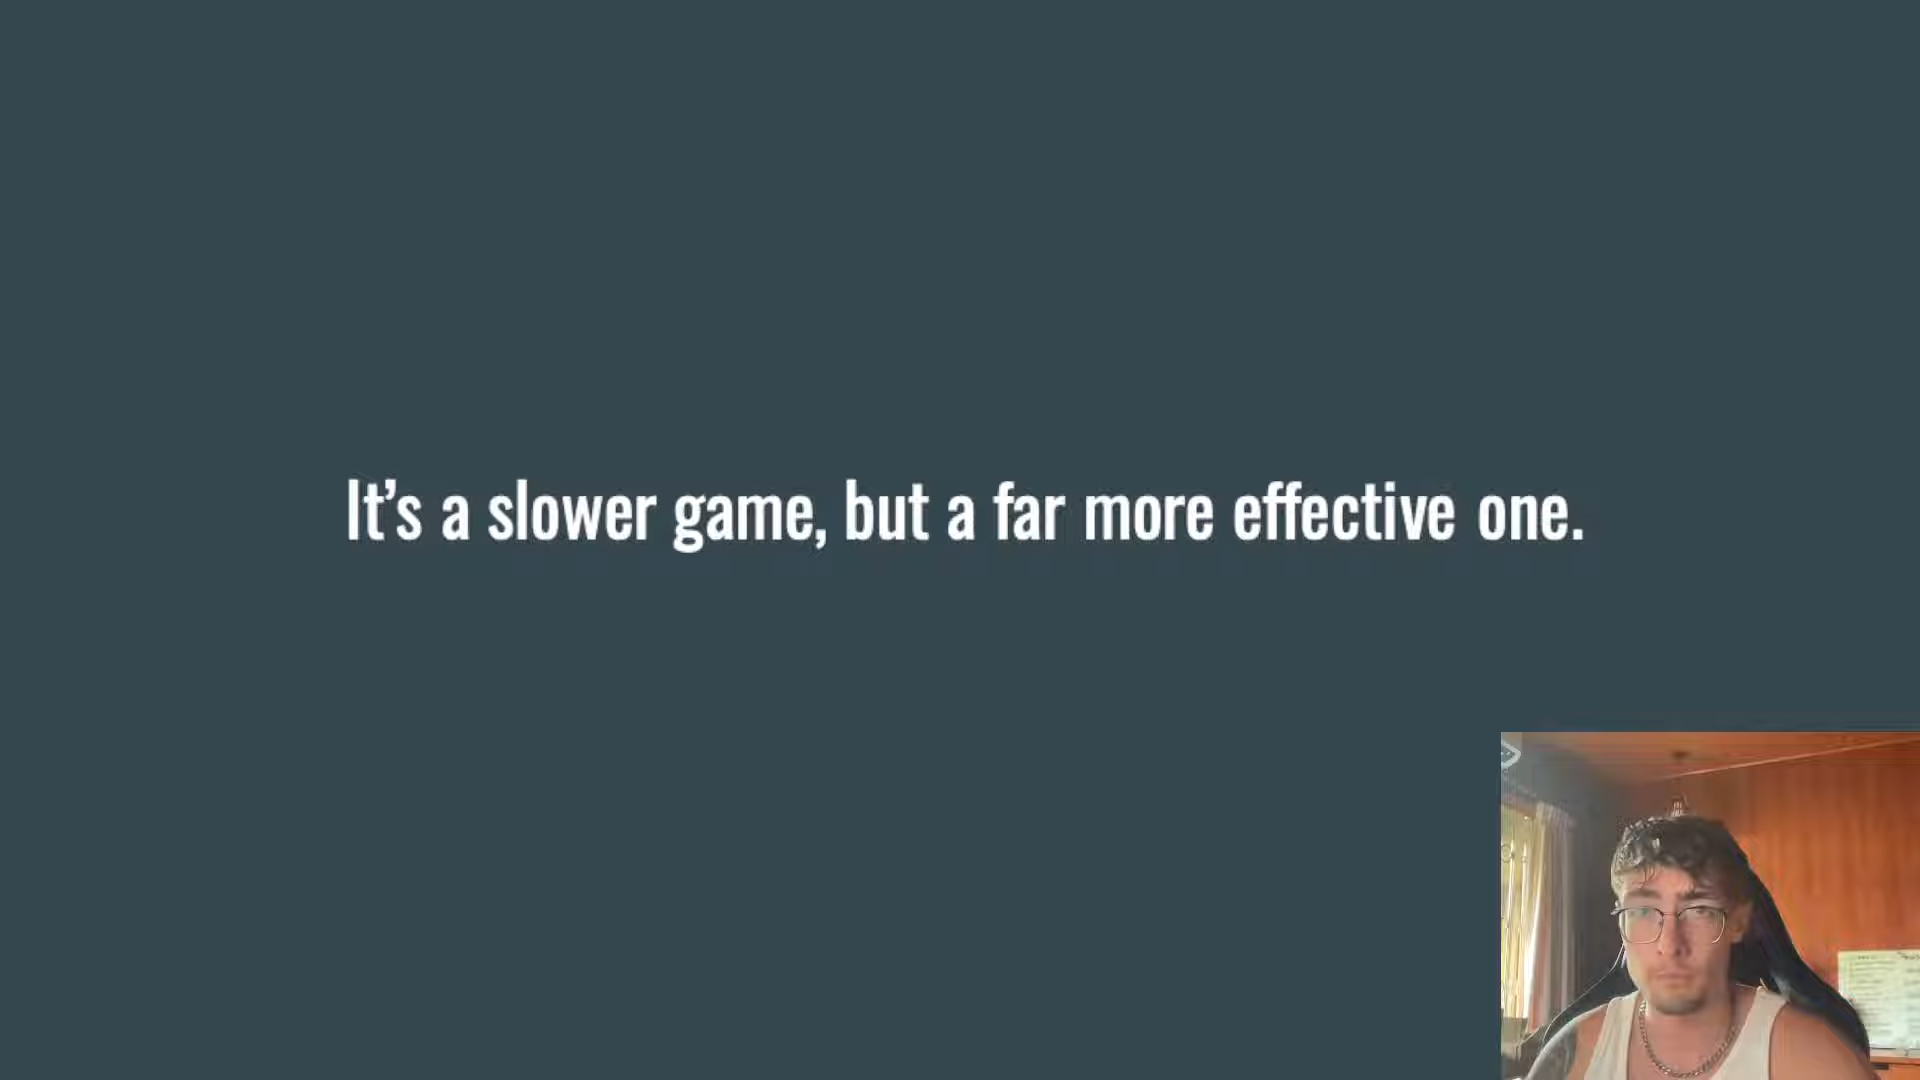 It’s a slower game, but a far more effective one.